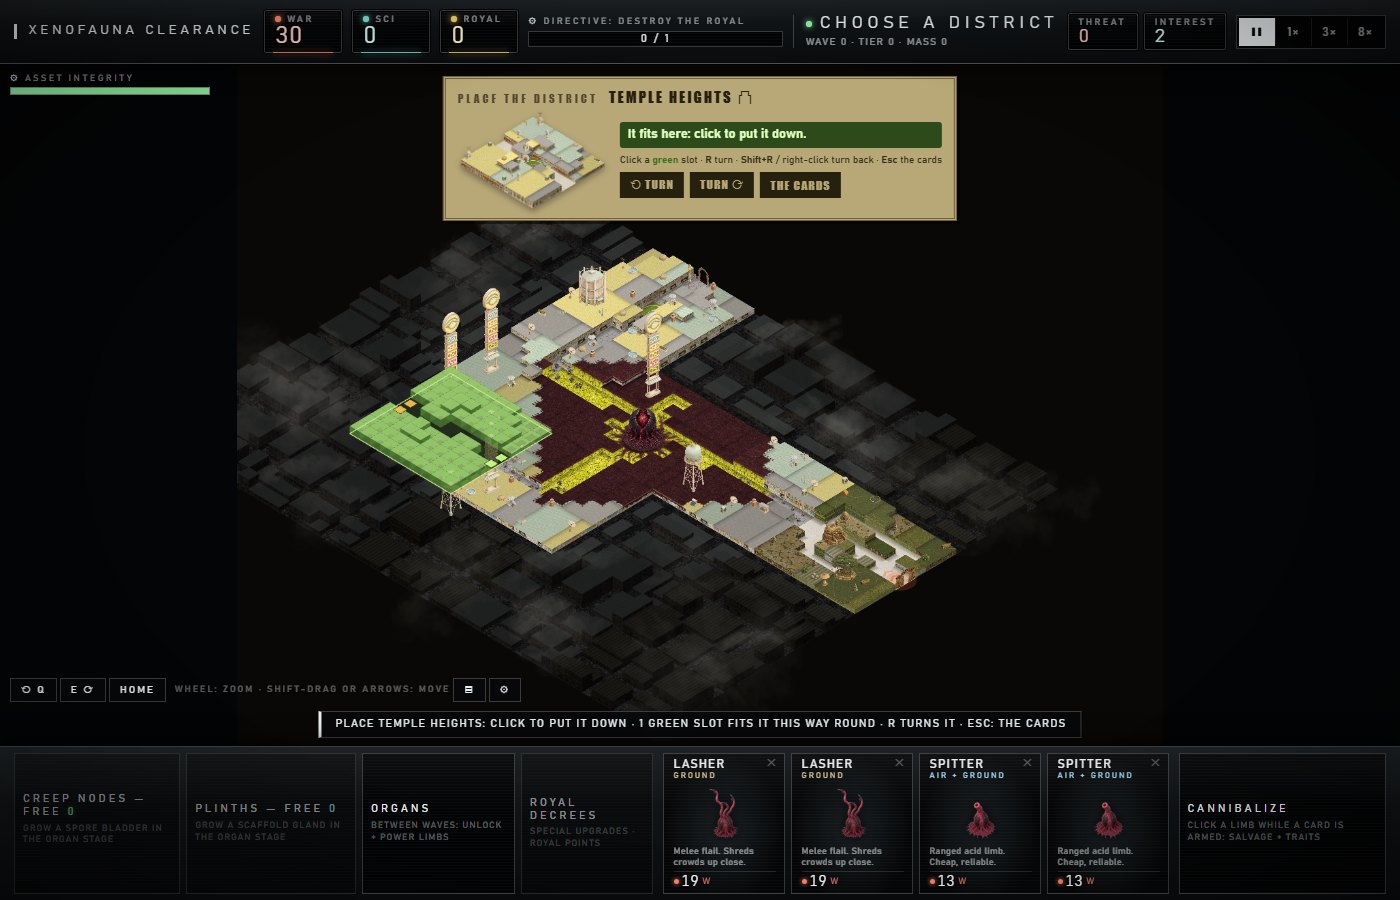 XENOFAUNA CLEARANCE
WAR
30
SCI
0
ROYAL
0
DIRECTIVE: DESTROY THE ROYAL
0 / 1
CHOOSE A DISTRICT
WAVE 0 · TIER 0 · MASS 0
THREAT
0
INTEREST
2
1×
3×
8×
ASSET INTEGRITY
PLACE THE DISTRICT TEMPLE HEIGHTS
It fits here: click to put it down.
Click a green slot · R turn · Shift+R / right-click turn back · Esc the cards
TURN
TURN
THE CARDS
Q
E
HOME
WHEEL: ZOOM · SHIFT-DRAG OR ARROWS: MOVE
PLACE TEMPLE HEIGHTS: CLICK TO PUT IT DOWN · 1 GREEN SLOT FITS IT THIS WAY ROUND · R TURNS IT · ESC: THE CARDS
CREEP NODES —
FREE 0
GROW A SPORE BLADDER IN
THE ORGAN STAGE
PLINTHS — FREE 0
GROW A SCAFFOLD GLAND IN
THE ORGAN STAGE
ORGANS
BETWEEN WAVES: UNLOCK
+ POWER LIMBS
ROYAL
DECREES
SPECIAL UPGRADES ·
ROYAL POINTS
LASHER
GROUND
Melee flail. Shreds
crowds up close.
19 W
LASHER
GROUND
Melee flail. Shreds
crowds up close.
19 W
SPITTER
AIR + GROUND
Ranged acid limb.
Cheap, reliable.
13 W
SPITTER
AIR + GROUND
Ranged acid limb.
Cheap, reliable.
13 W
CANNIBALIZE
CLICK A LIMB WHILE A CARD IS
ARMED: SALVAGE + TRAITS